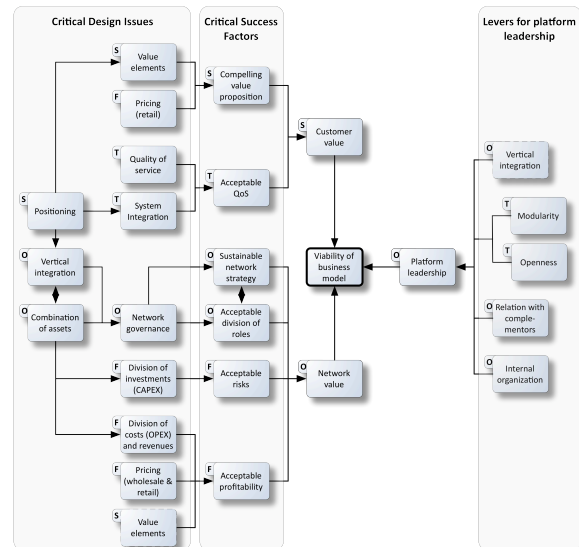 Critical Design Issues
Critical Success
Factors
Levers for platform
leadership
S
Value
elements
F
Pricing
(retail)
S
Compelling
value
proposition
S
Customer
value
T
Quality of
service
T
System
Integration
T
Acceptable
QoS
S
Positioning
O
Vertical
integration
O
Combination
of assets
O
Network
governance
O
Sustainable
network
strategy
O
Acceptable
division of
roles
Viability of
business
model
O
Platform
leadership
O
Vertical
integration
T
Modularity
T
Openness
O
Relation with
comple-
mentors
O
Internal
organization
F
Division of
investments
(CAPEX)
F
Acceptable
risks
O
Network
value
F
Division of
costs (OPEX)
and revenues
F
Pricing
(wholesale &
retail)
F
Acceptable
profitability
S
Value
elements